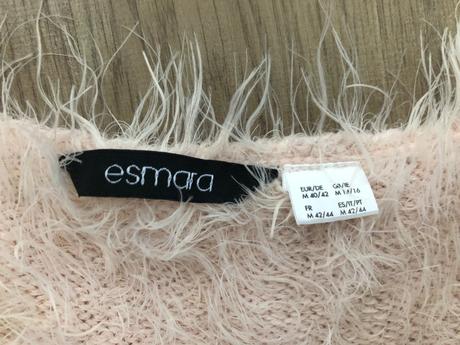 esmara
EUR/DE GB/IE
M 40/42 M 14/16
FR ES/IT/PT
M 42/44 M 42/44